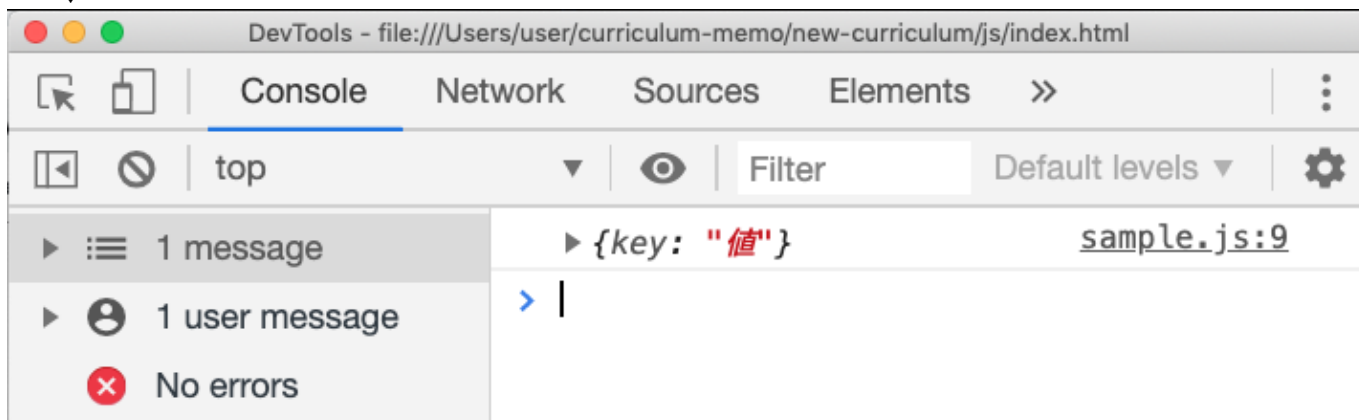 DevTools - file:///Users/user/curriculum-memo/new-curriculum/js/index.html
Console Network Sources Elements »
top ▼ Filter Default levels ▼
1 message
{key: "値"} sample.js:9
1 user message
>
No errors